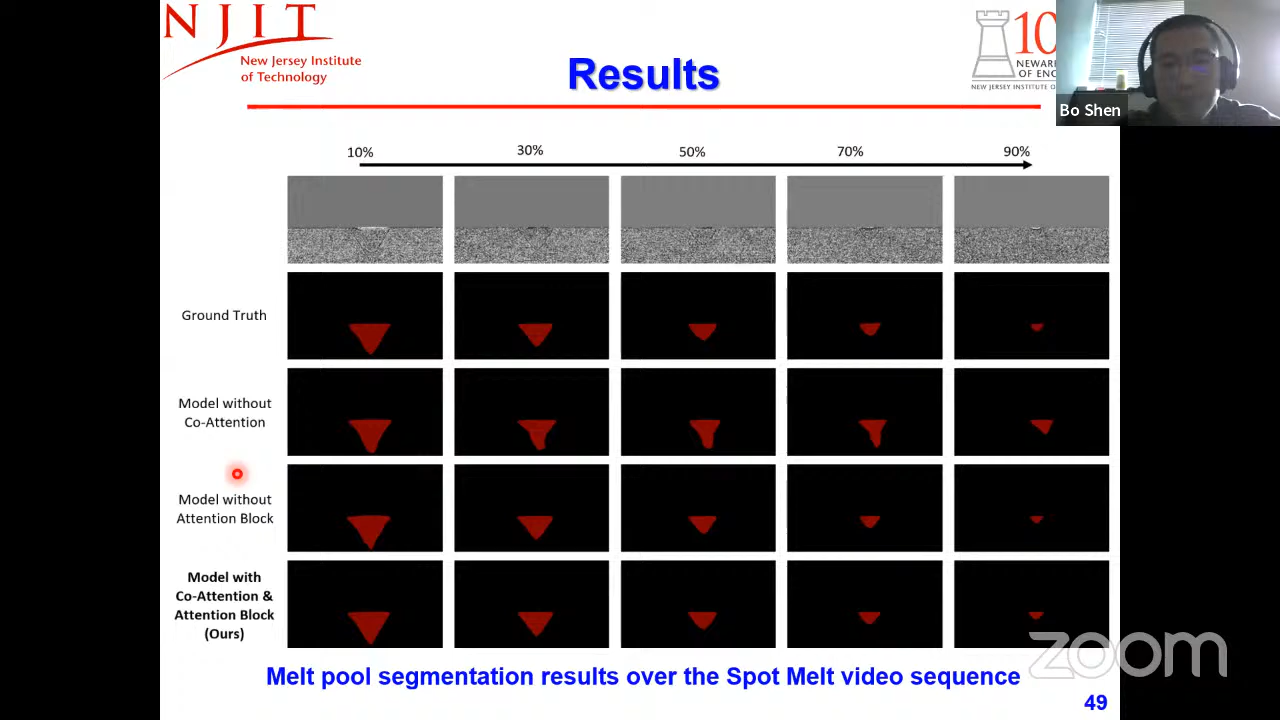 NJIT
New Jersey Institute
of Technology
Results
10
NEWARK
OF EN
NEW JERSEY INSTITUTE O
Bo Shen
10%
30%
50%
70%
90%
Ground Truth
Model without
Co-Attention
Model without
Attention Block
Model with
Co-Attention &
Attention Block
(Ours)
zoom
Melt pool segmentation results over the Spot Melt video sequence
49